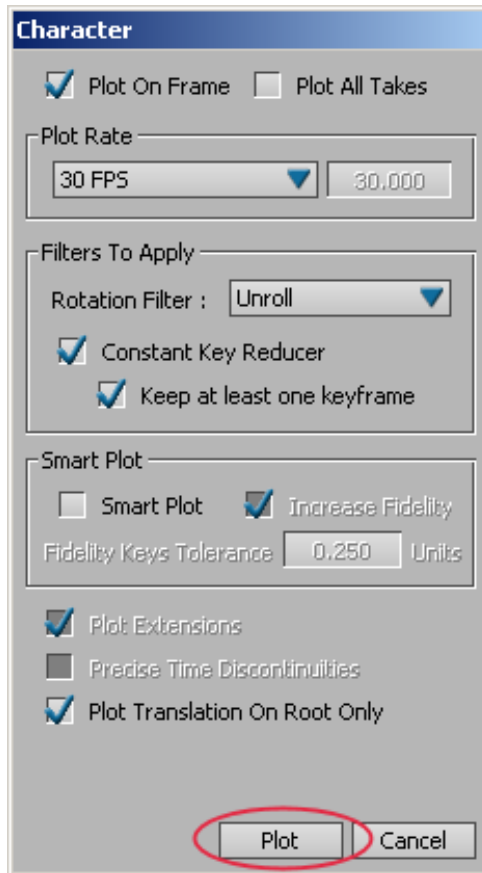 Character
Plot On Frame Plot All Takes
Plot Rate
30 FPS 30.000
Filters To Apply
Rotation Filter : Unroll
Constant Key Reducer
Keep at least one keyframe
Smart Plot
Smart Plot Increase Fidelity
Fidelity Keys Tolerance 0.250 Units
Plot Extensions
Precise Time Discontinuities
Plot Translation On Root Only
Plot Cancel